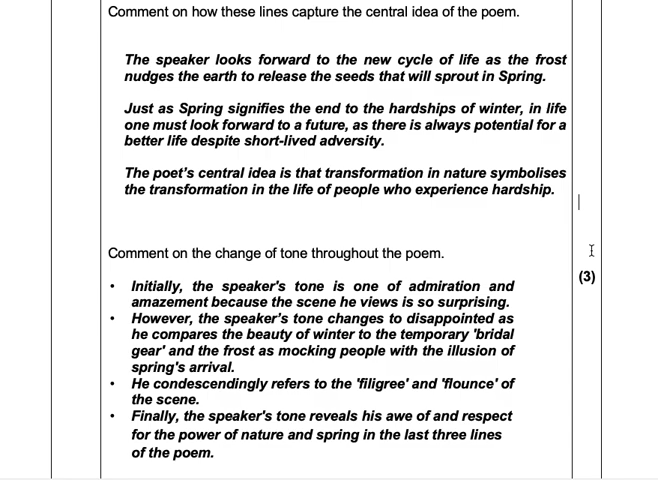 Comment on how these lines capture the central idea of the poem.
The speaker looks forward to the new cycle of life as the frost
nudges the earth to release the seeds that will sprout in Spring.
Just as Spring signifies the end to the hardships of winter, in life
one must look forward to a future, as there is always potential for a
better life despite short-lived adversity.
The poet's central idea is that transformation in nature symbolises
the transformation in the life of people who experience hardship.
Comment on the change of tone throughout the poem.
(3)
• Initially, the speaker's tone is one of admiration and
amazement because the scene he views is so surprising.
• However, the speaker's tone changes to disappointed as
he compares the beauty of winter to the temporary 'bridal
gear' and the frost as mocking people with the illusion of
spring's arrival.
• He condescendingly refers to the 'filigree' and 'flounce' of
the scene.
• Finally, the speaker's tone reveals his awe of and respect
for the power of nature and spring in the last three lines
of the poem.